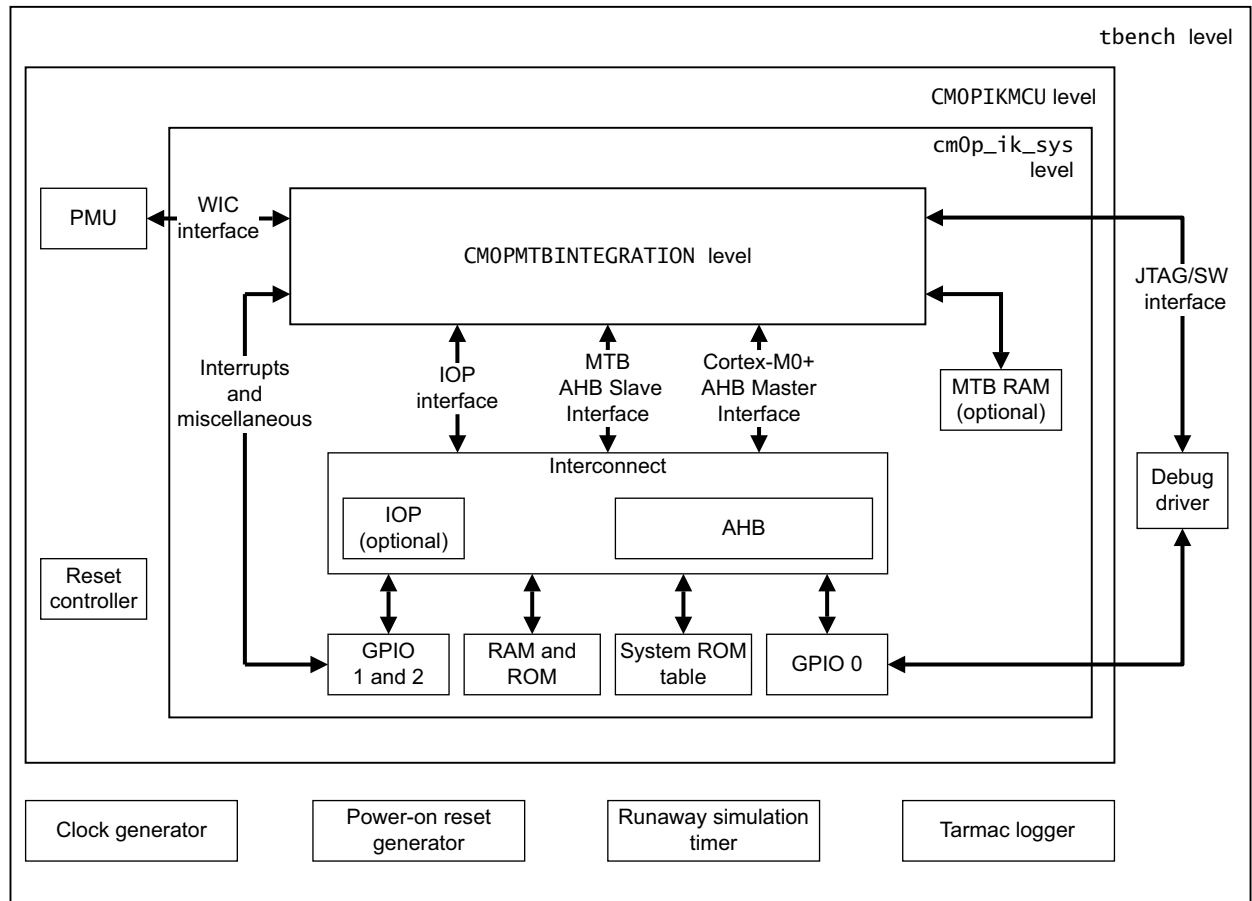 tbench level
CM0PIKMCU level
cm0p_ik_sys
level
PMU
WIC
interface
CM0PMTBINTEGRATION level
JTAG/SW
interface
Interrupts
and
miscellaneous
IOP
interface
MTB
AHB Slave
Interface
Cortex-M0+
AHB Master
Interface
MTB RAM
(optional)
Interconnect
IOP
(optional)
AHB
Debug
driver
Reset
controller
GPIO
1 and 2
RAM and
ROM
System ROM
table
GPIO 0
Clock generator
Power-on reset
generator
Runaway simulation
timer
Tarmac logger